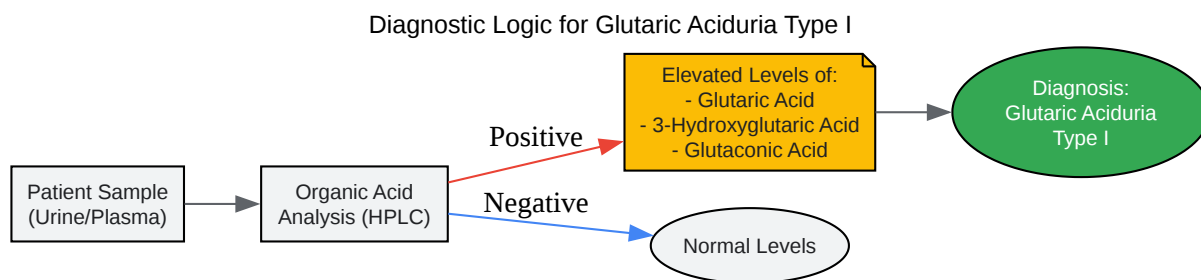 Diagnostic Logic for Glutaric Aciduria Type I
Patient Sample
(Urine/Plasma)
Organic Acid
Analysis (HPLC)
Positive
Negative
Elevated Levels of:
- Glutaric Acid
- 3-Hydroxyglutaric Acid
- Glutaconic Acid
Normal Levels
Diagnosis:
Glutaric Aciduria
Type I